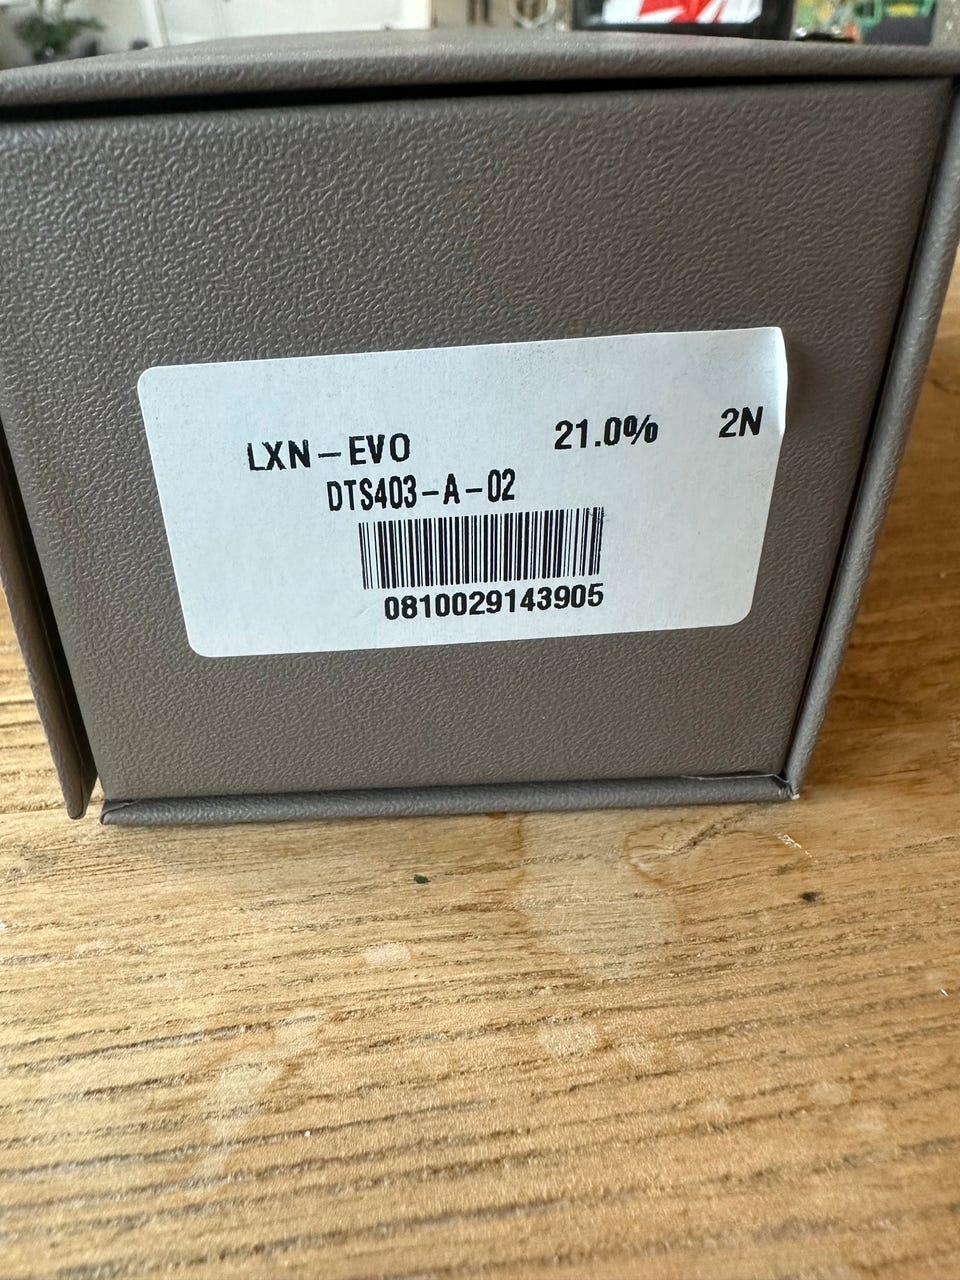 LXN-EVO 21.0% 2N
DTS403-A-02
0810029143905